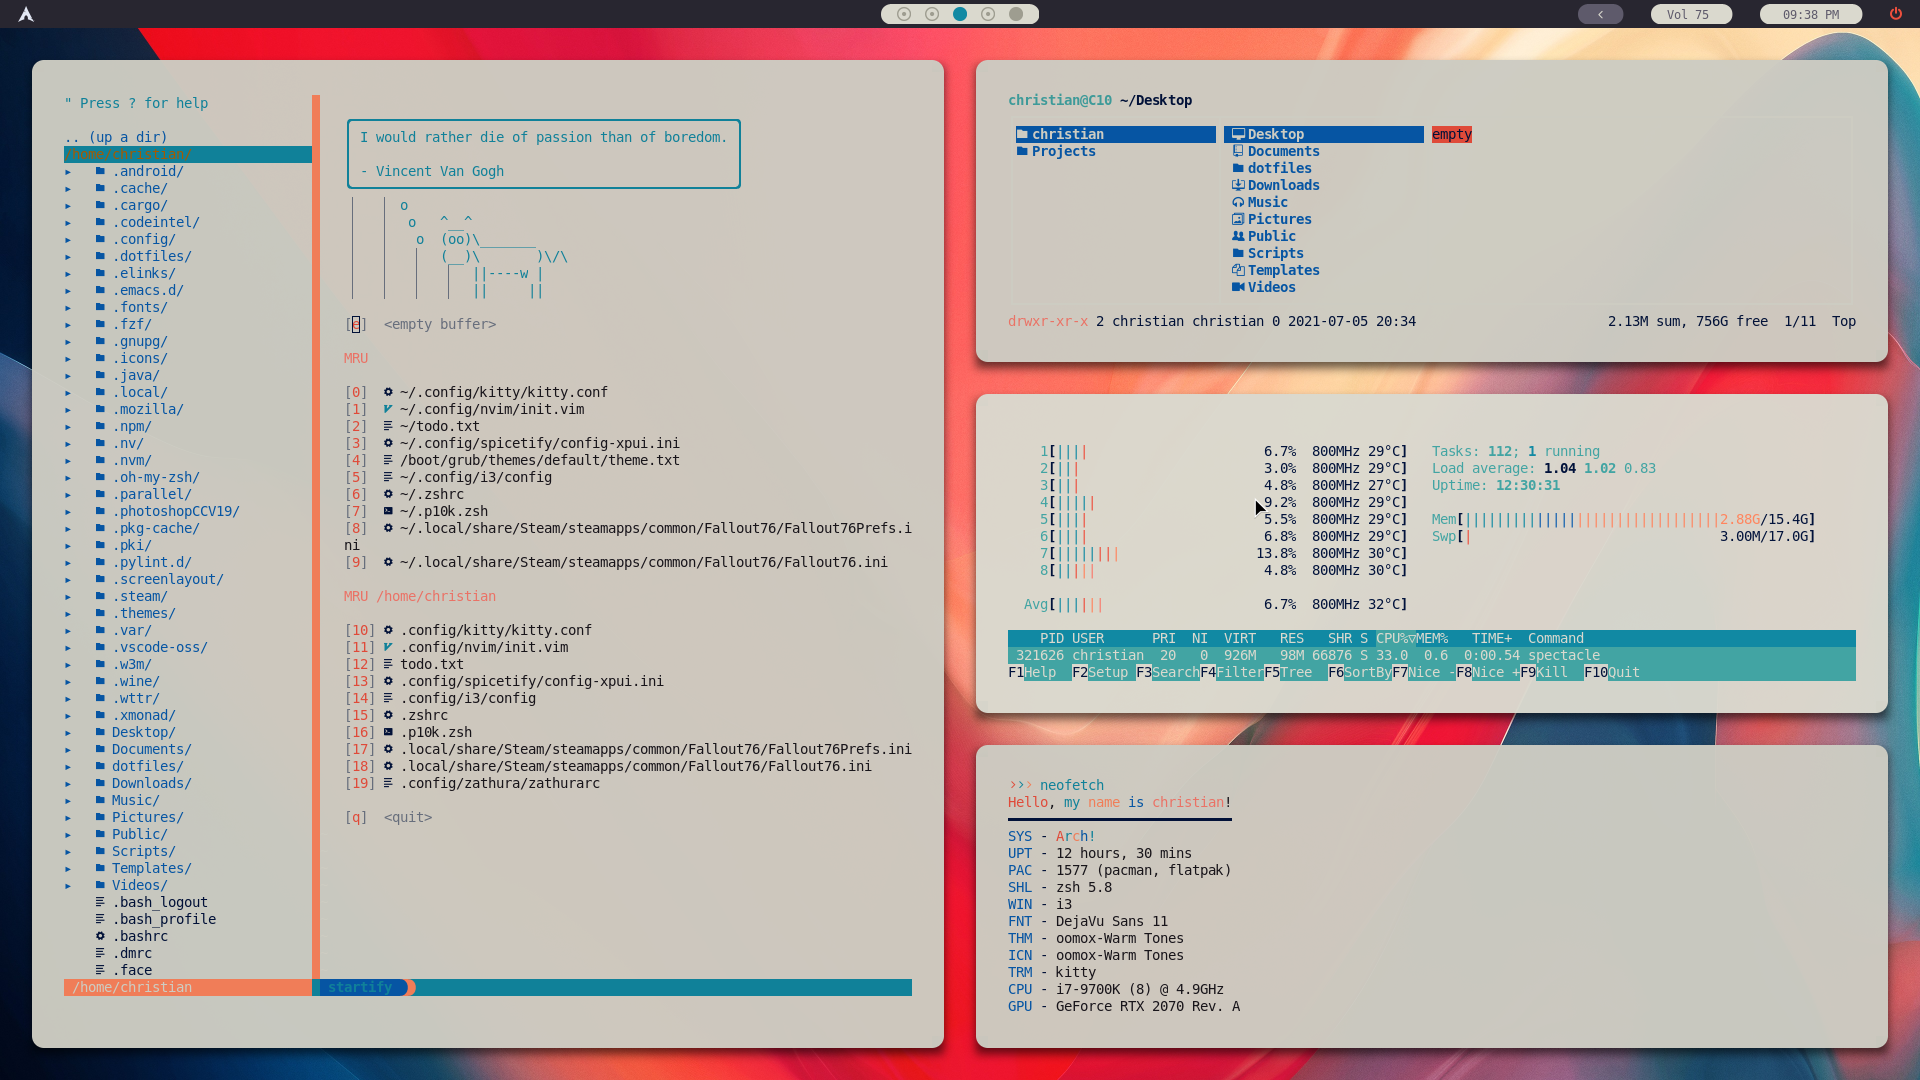 Vol 75
09:38 PM
" Press ? for help
.. (up a dir)
/home/christian/
▸ .android/
▸ .cache/
▸ .cargo/
▸ .codeintel/
▸ .config/
▸ .dotfiles/
▸ .elinks/
▸ .emacs.d/
▸ .fonts/
▸ .fzf/
▸ .gnupg/
▸ .icons/
▸ .java/
▸ .local/
▸ .mozilla/
▸ .npm/
▸ .nv/
▸ .nvm/
▸ .oh-my-zsh/
▸ .parallel/
▸ .photoshopCCV19/
▸ .pkg-cache/
▸ .pki/
▸ .pylint.d/
▸ .screenlayout/
▸ .steam/
▸ .themes/
▸ .var/
▸ .vscode-oss/
▸ .w3m/
▸ .wine/
▸ .wttr/
▸ .xmonad/
▸ Desktop/
▸ Documents/
▸ dotfiles/
▸ Downloads/
▸ Music/
▸ Pictures/
▸ Public/
▸ Scripts/
▸ Templates/
▸ Videos/
.bash_logout
.bash_profile
.bashrc
.dmrc
.face
/home/christian
I would rather die of passion than of boredom.
- Vincent Van Gogh
o
o   ^__^
o  (oo)\_______
(__)\       )\/\
||----w |
||     ||
[e]  <empty buffer>
MRU
[0]  ~/.config/kitty/kitty.conf
[1]  ~/.config/nvim/init.vim
[2]  ~/todo.txt
[3]  ~/.config/spicetify/config-xpui.ini
[4]  /boot/grub/themes/default/theme.txt
[5]  ~/.config/i3/config
[6]  ~/.zshrc
[7]  ~/.p10k.zsh
[8]  ~/.local/share/Steam/steamapps/common/Fallout76/Fallout76Prefs.i
ni
[9]  ~/.local/share/Steam/steamapps/common/Fallout76/Fallout76.ini
MRU /home/christian
[10] .config/kitty/kitty.conf
[11] .config/nvim/init.vim
[12] todo.txt
[13] .config/spicetify/config-xpui.ini
[14] .config/i3/config
[15] .zshrc
[16] .p10k.zsh
[17] .local/share/Steam/steamapps/common/Fallout76/Fallout76Prefs.ini
[18] .local/share/Steam/steamapps/common/Fallout76/Fallout76.ini
[19] .config/zathura/zathurarc
[q]  <quit>
startify
christian@C10 ~/Desktop
christian
Projects
Desktop
Documents
dotfiles
Downloads
Music
Pictures
Public
Scripts
Templates
Videos
empty
drwxr-xr-x 2 christian christian 0 2021-07-05 20:34   2.13M sum, 756G free  1/11  Top
1[||||   6.7%  800MHz 29°C]
2[|||   3.0%  800MHz 29°C]
3[|||   4.8%  800MHz 27°C]
4[|||||   9.2%  800MHz 29°C]
5[||||   5.5%  800MHz 29°C]
6[||||   6.8%  800MHz 29°C]
7[||||||||   13.8%  800MHz 30°C]
8[|||||   4.8%  800MHz 30°C]
Avg[||||||   6.7%  800MHz 32°C]
Tasks: 112; 1 running
Load average: 1.04 1.02 0.83
Uptime: 12:30:31
Mem[||||||||||||||||||||||||||||||||2.88G/15.4G]
Swp[|   3.00M/17.0G]
PID USER   PRI  NI  VIRT   RES   SHR S CPU%▽MEM%   TIME+  Command
321626 christian  20   0  926M   98M 66876 S 33.0  0.6  0:00.54 spectacle
F1Help  F2Setup F3SearchF4FilterF5Tree  F6SortByF7Nice -F8Nice +F9Kill  F10Quit
››› neofetch
Hello, my name is christian!
SYS - Arch!
UPT - 12 hours, 30 mins
PAC - 1577 (pacman, flatpak)
SHL - zsh 5.8
WIN - i3
FNT - DejaVu Sans 11
THM - oomox-Warm Tones
ICN - oomox-Warm Tones
TRM - kitty
CPU - i7-9700K (8) @ 4.9GHz
GPU - GeForce RTX 2070 Rev. A